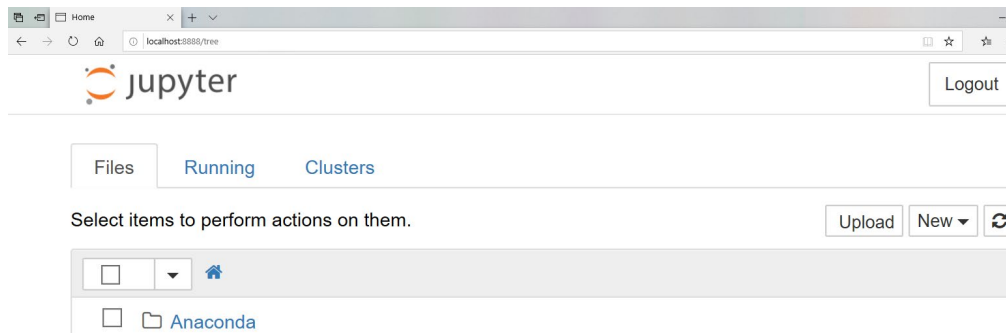 Home
localhost:8888/tree
jupyter
Logout
Files Running Clusters
Select items to perform actions on them.
Upload New
Anaconda